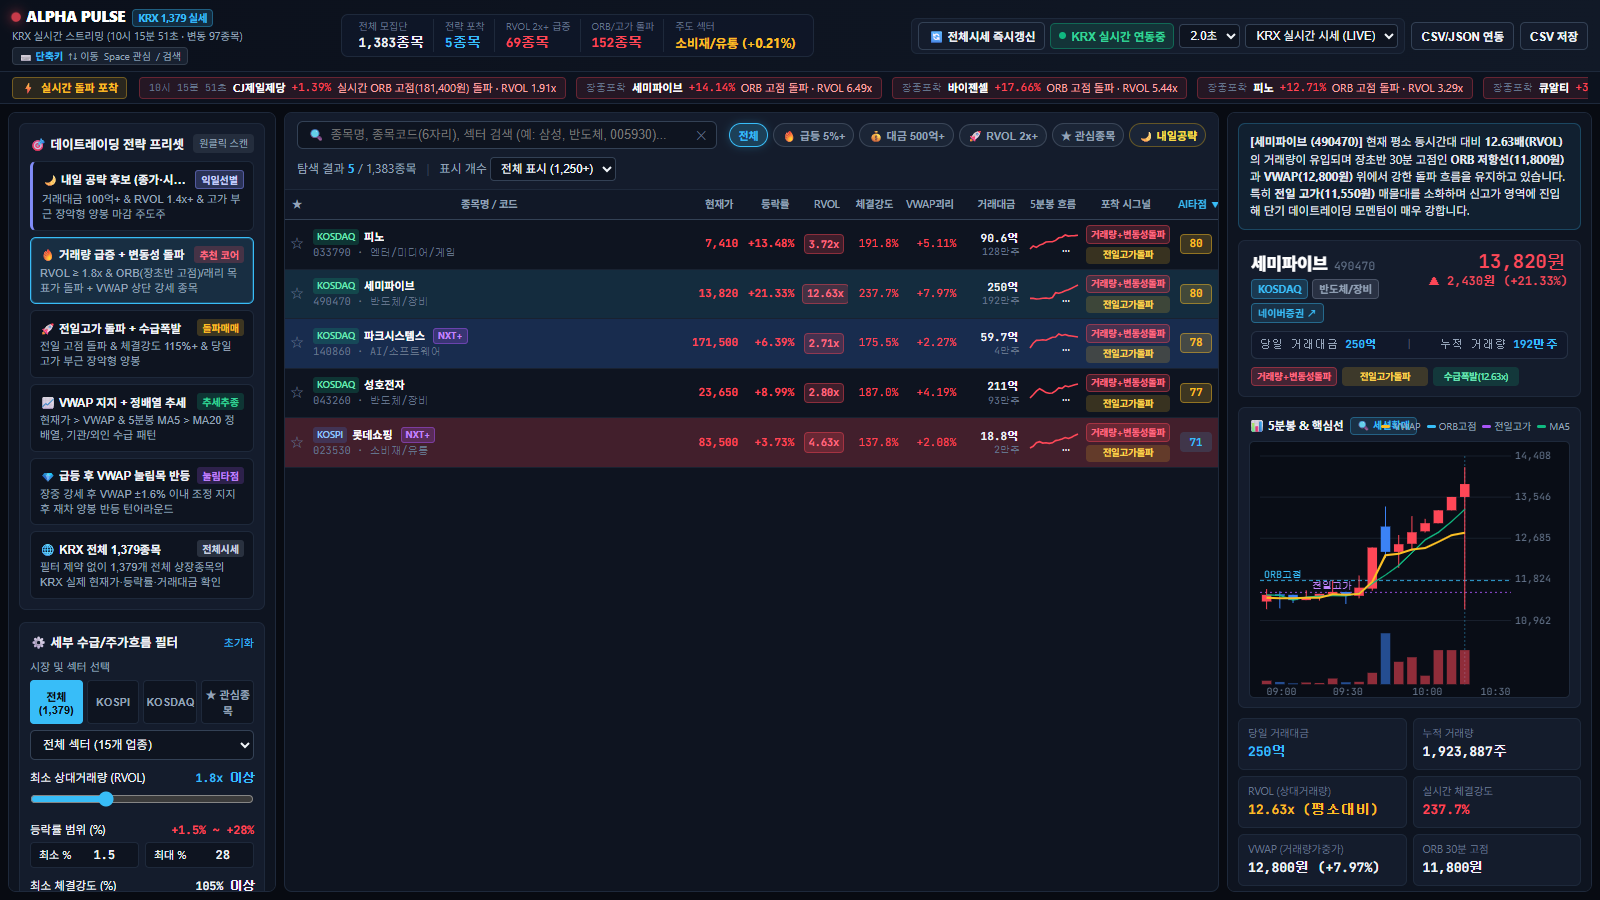 ALPHA PULSE KRX 1,379 실세
KRX 실시간 스트리밍 (10시 15분 51초 · 변동 97종목)
단축키 ↑↓ 이동 Space 관심 / 검색
전체 모집단
1,383종목
전략 포착
5종목
RVOL 2x+ 급증
69종목
ORB/고가 돌파
152종목
주도 섹터
소비재/유통 (+0.21%)
전체시세 즉시갱신
KRX 실시간 연동중
2.0초
KRX 실시간 시세 (LIVE)
CSV/JSON 연동
CSV 저장
실시간 돌파 포착
10시 15분 51초 CJ제일제당 +1.39% 실시간 ORB 고점(181,400원) 돌파 · RVOL 1.91x
장중포착 세미파이브 +14.14% ORB 고점 돌파 · RVOL 6.49x
장중포착 바이젠셀 +17.66% ORB 고점 돌파 · RVOL 5.44x
장중포착 피노 +12.71% ORB 고점 돌파 · RVOL 3.29x
장중포착 큐알티 +3
데이트레이딩 전략 프리셋 원클릭 스캔
내일 공략 후보 (종가·시... 익일선별
거래대금 100억+ & RVOL 1.4x+ & 고가 부
근 장악형 양봉 마감 주도주
거래량 급증 + 변동성 돌파 추천 코어
RVOL ≥ 1.8x & ORB(장초반 고점)/래리 목
표가 돌파 + VWAP 상단 강세 종목
전일고가 돌파 + 수급폭발 돌파매매
전일 고점 돌파 & 체결강도 115%+ & 당일
고가 부근 장악형 양봉
VWAP 지지 + 정배열 추세 추세추종
현재가 > VWAP & 5분봉 MA5 > MA20 정
배열, 기관/외인 수급 패턴
급등 후 VWAP 눌림목 반등 눌림타점
장중 강세 후 VWAP ±1.6% 이내 조정 지지
후 재차 양봉 반등 턴어라운드
KRX 전체 1,379종목 전체시세
필터 제약 없이 1,379개 전체 상장종목의
KRX 실제 현재가·등락률·거래대금 확인
세부 수급/주가흐름 필터 초기화
시장 및 섹터 선택
전체
(1,379)
KOSPI
KOSDAQ
★ 관심종
목
전체 섹터 (15개 업종)
최소 상대거래량 (RVOL) 1.8x 이상
등락률 범위 (%) +1.5% ~ +28%
최소 % 1.5 최대 % 28
최소 체결강도 (%) 105% 이상
종목명, 종목코드(6자리), 섹터 검색 (예: 삼성, 반도체, 005930)...
전체
급등 5%+
대금 500억+
RVOL 2x+
★ 관심종목
내일공략
탐색 결과 5 / 1,383종목 | 표시 개수 전체 표시 (1,250+)
★ 종목명 / 코드 현재가 등락률 RVOL 체결강도 VWAP괴리 거래대금 5분봉 흐름 포착 시그널 AI타점 ▼
☆ KOSDAQ 피노 7,410 +13.48% 3.72x 191.8% +5.11% 90.6억 거래량+변동성돌파 80
033790 · 엔터/미디어/게임 128만주 ... 전일고가돌파
☆ KOSDAQ 세미파이브 13,820 +21.33% 12.63x 237.7% +7.97% 250억 거래량+변동성돌파 80
490470 · 반도체/장비 192만주 ... 전일고가돌파
☆ KOSDAQ 파크시스템스 NXT+ 171,500 +6.39% 2.71x 175.5% +2.27% 59.7억 거래량+변동성돌파 78
140860 · AI/소프트웨어 4만주 ... 전일고가돌파
☆ KOSDAQ 성호전자 23,650 +8.99% 2.80x 187.0% +4.19% 211억 거래량+변동성돌파 77
043260 · 반도체/장비 93만주 ... 전일고가돌파
☆ KOSPI 롯데쇼핑 NXT+ 83,500 +3.73% 4.63x 137.8% +2.08% 18.8억 거래량+변동성돌파 71
023530 · 소비재/유통 2만주 ... 전일고가돌파
[세미파이브 (490470)] 현재 평소 동시간대 대비 12.63배(RVOL)
의 거래량이 유입되며 장초반 30분 고점인 ORB 저항선(11,800원)
과 VWAP(12,800원) 위에서 강한 돌파 흐름을 유지하고 있습니다.
특히 전일 고가(11,550원) 매물대를 소화하며 신고가 영역에 진입
해 단기 데이트레이딩 모멘텀이 매우 강합니다.
세미파이브 490470 13,820원
KOSDAQ 반도체/장비 ▲ 2,430원 (+21.33%)
네이버증권 ↗
당일 거래대금 250억 | 누적 거래량 192만주
거래량+변동성돌파 전일고가돌파 수급폭발(12.63x)
5분봉 & 핵심선 VWAP ORB고점 전일고가 MA5
14,408
13,546
12,685
11,824
10,962
ORB고점
전일고가
09:00 09:30 10:00 10:30
당일 거래대금
250억
누적 거래량
1,923,887주
RVOL (상대거래량)
12.63x (평소대비)
실시간 체결강도
237.7%
VWAP (거래량가중가)
12,800원 (+7.97%)
ORB 30분 고점
11,800원